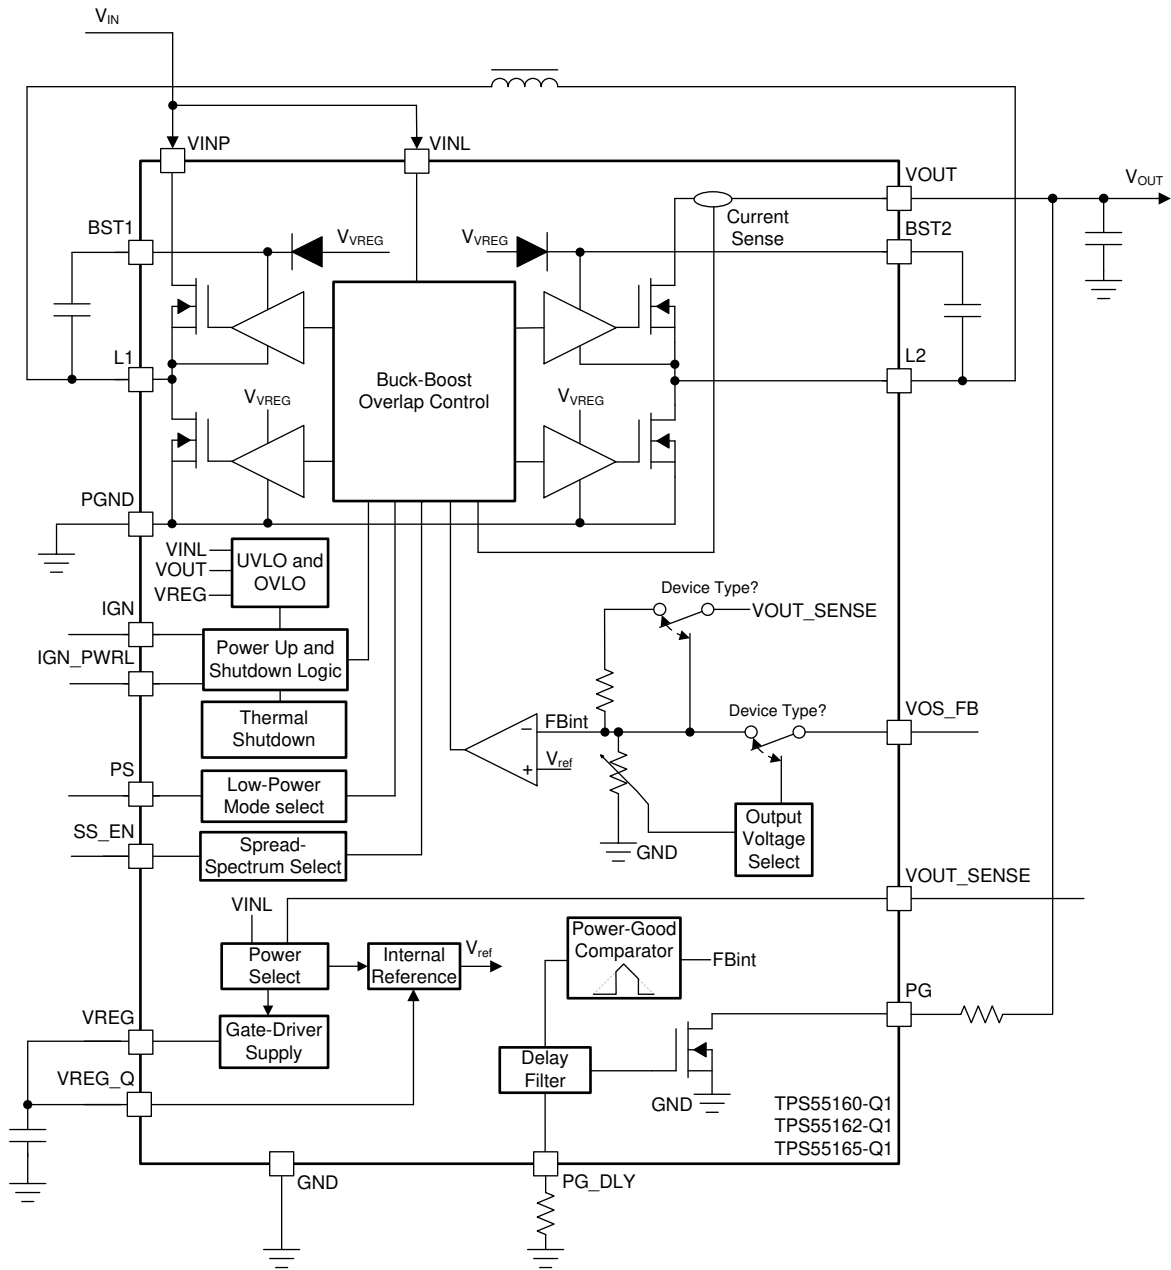 VIN
VINP
VINL
VOUT
VOUT
BST1
VVREG
VVREG
Current
Sense
BST2
L1
L2
Buck-Boost
Overlap Control
VVREG
VVREG
PGND
VINL
VOUT
VREG
UVLO and
OVLO
IGN
IGN_PWRL
Power Up and
Shutdown Logic
Thermal
Shutdown
Device Type?
VOUT_SENSE
FBint
Vref
Device Type?
VOS_FB
PS
Low-Power
Mode select
SS_EN
Spread-
Spectrum Select
GND
Output
Voltage
Select
VOUT_SENSE
VINL
Power
Select
Internal
Reference
Vref
Power-Good
Comparator
FBint
PG
VREG
Gate-Driver
Supply
VREG_Q
Delay
Filter
GND
TPS55160-Q1
TPS55162-Q1
TPS55165-Q1
GND
PG_DLY